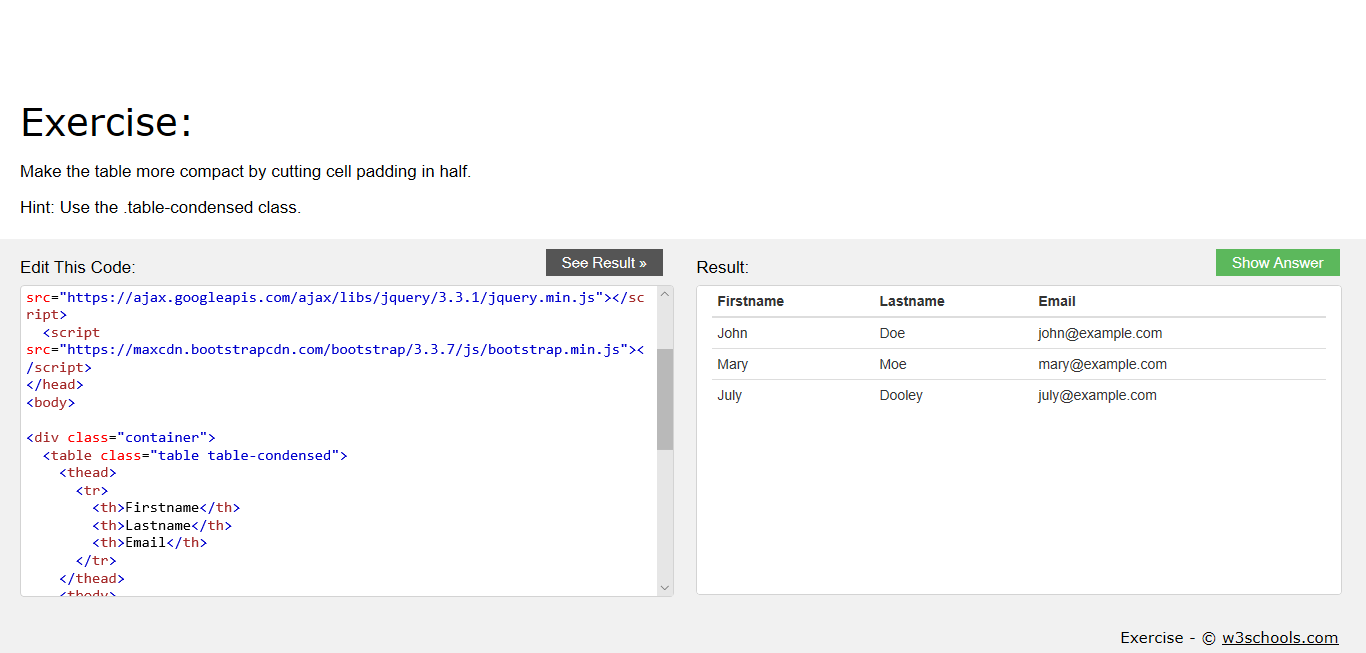 Exercise:
Make the table more compact by cutting cell padding in half.
Hint: Use the .table-condensed class.
Edit This Code:
See Result »
src="https://ajax.googleapis.com/ajax/libs/jquery/3.3.1/jquery.min.js"></sc
ript>
<script
src="https://maxcdn.bootstrapcdn.com/bootstrap/3.3.7/js/bootstrap.min.js"><
/script>
</head>
<body>
<div class="container">
<table class="table table-condensed">
<thead>
<tr>
<th>Firstname</th>
<th>Lastname</th>
<th>Email</th>
</tr>
</thead>
<tbody>
Result:
Show Answer
Firstname Lastname Email
John Doe john@example.com
Mary Moe mary@example.com
July Dooley july@example.com
Exercise - © w3schools.com